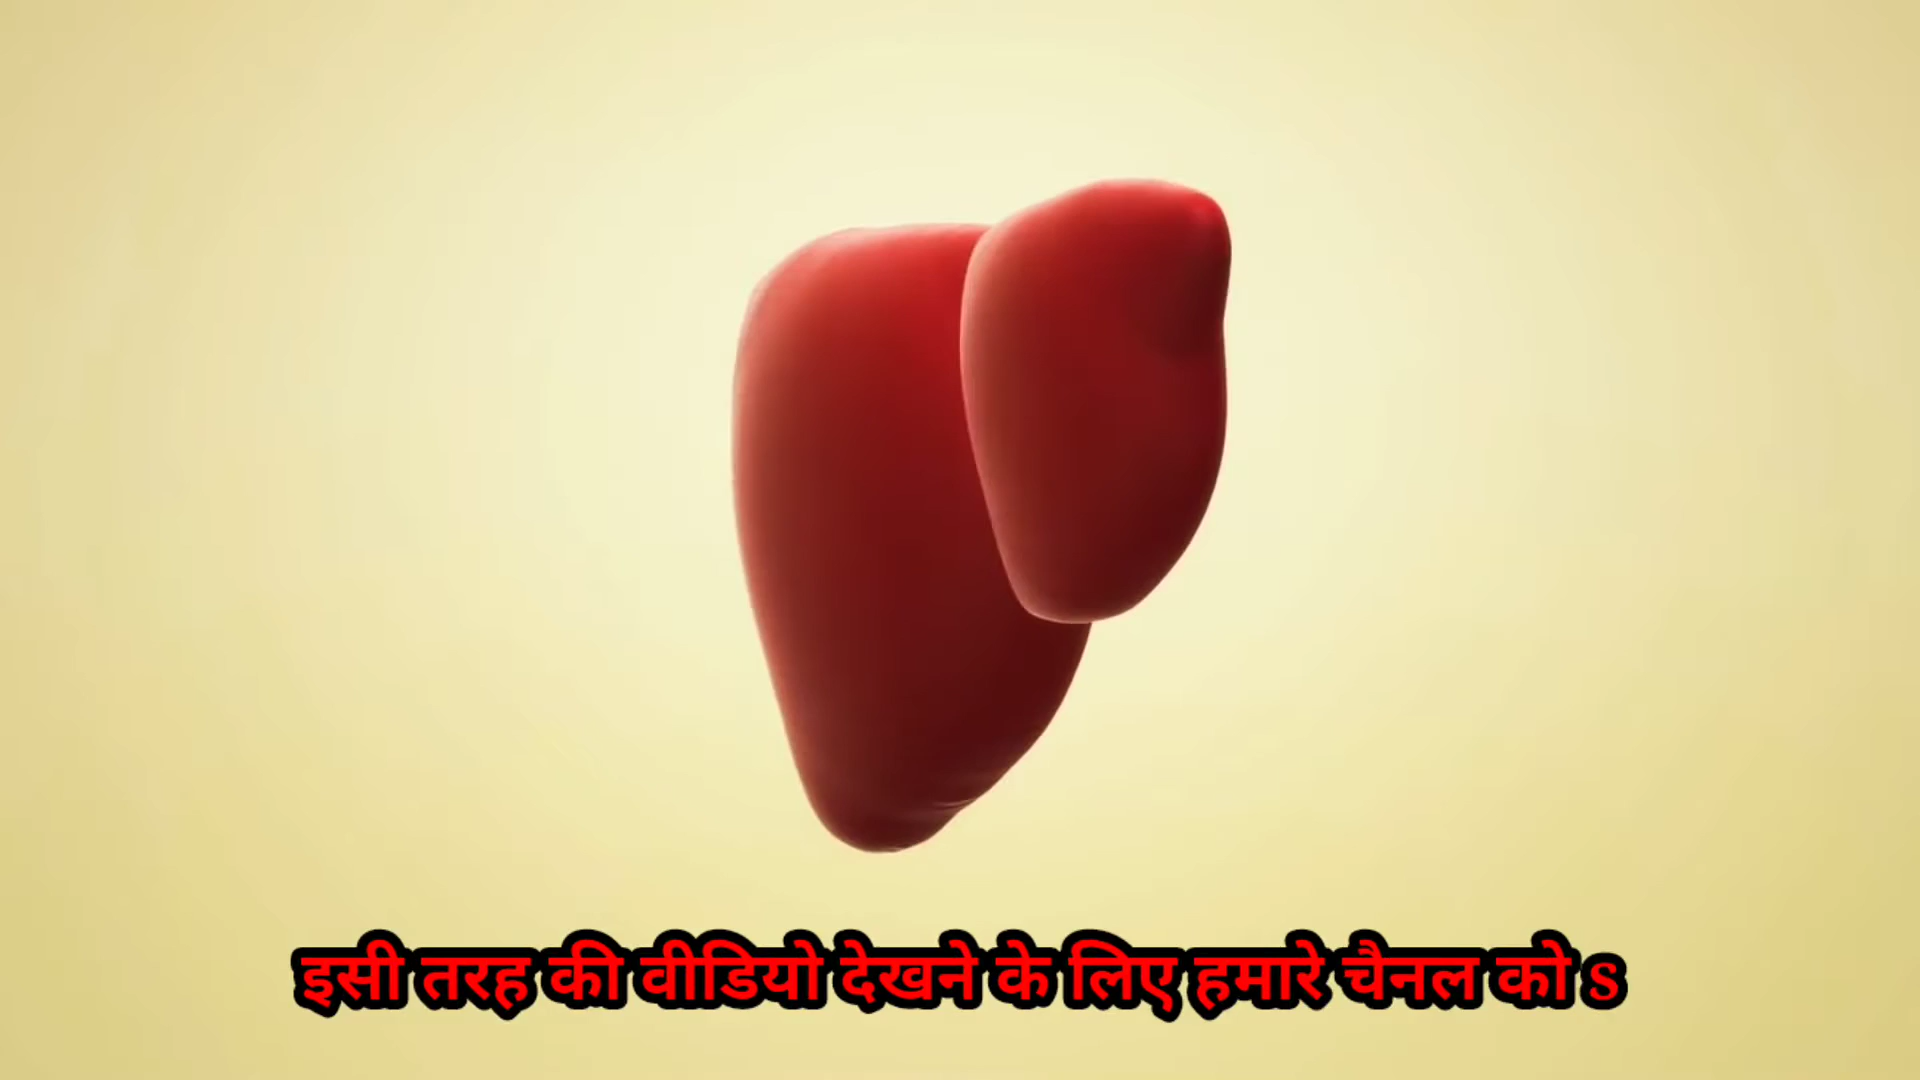 इसी तरह की वीडियो देखने के लिए हमारे चैनल को S